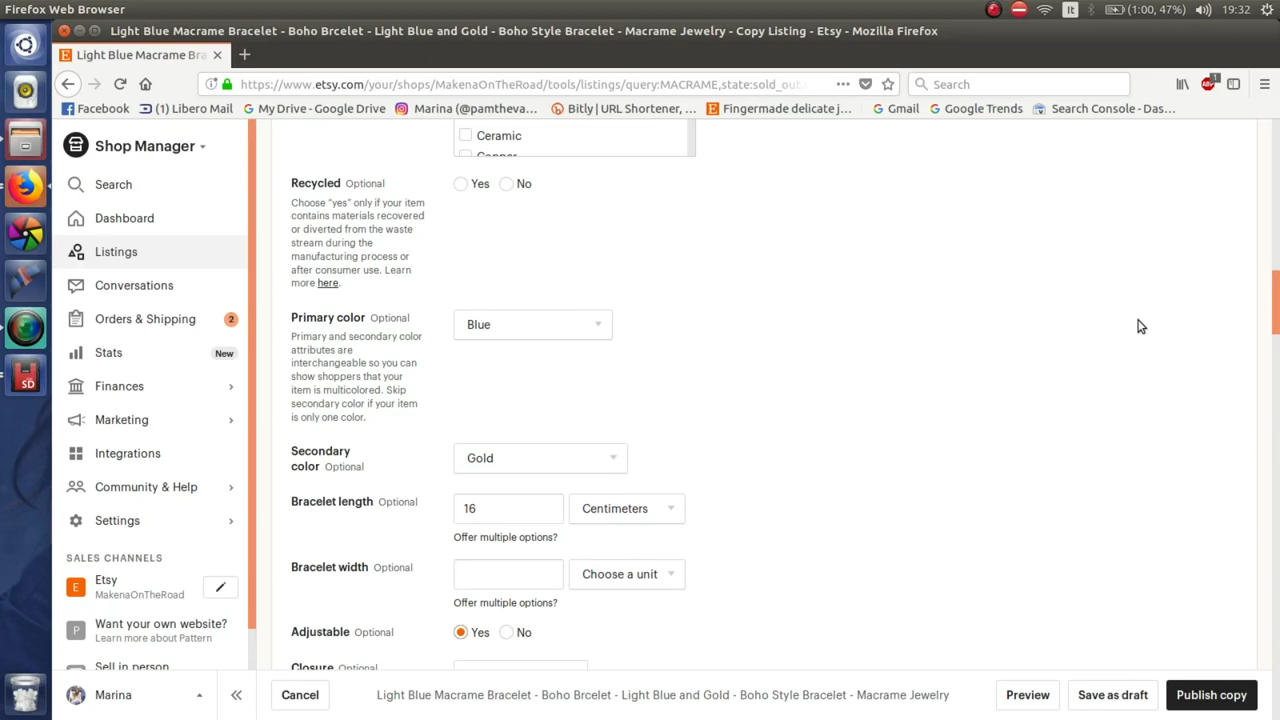 Firefox Web Browser
It
(1:00, 47%)
19:32
Light Blue Macrame Bracelet - Boho Brcelet - Light Blue and Gold - Boho Style Bracelet - Macrame Jewelry - Copy Listing - Etsy - Mozilla Firefox
Light Blue Macrame Bra
https://www.etsy.com/your/shops/MakenaOnTheRoad/tools/listings/query:MACRAME,state:sold_out,
Search
1
Facebook
(1) Libero Mail
My Drive - Google Drive
Marina (@oamtheva...
Bitly | URL Shortener, ...
Fingermade delicate j...
Gmail
Google Trends
Search Console - Das...
Shop Manager
Search
Dashboard
Listings
Conversations
Orders & Shipping 2
Stats New
Finances
Marketing
Integrations
Community & Help
Settings
SALES CHANNELS
Etsy
MakenaOnTheRoad
Want your own website?
Learn more about Pattern
Sell in person
Marina
Ceramic
Copper
Recycled Optional
Yes No
Choose "yes" only if your item
contains materials recovered
or diverted from the waste
stream during the
manufacturing process or
after consumer use. Learn
more here.
Primary color Optional
Blue
Primary and secondary color
attributes are
interchangeable so you can
show shoppers that your
item is multicolored. Skip
secondary color if your item
is only one color.
Secondary
color Optional
Gold
Bracelet length Optional
16 Centimeters
Offer multiple options?
Bracelet width Optional
Choose a unit
Offer multiple options?
Adjustable Optional
Yes No
Closure Optional
Cancel
Light Blue Macrame Bracelet - Boho Brcelet - Light Blue and Gold - Boho Style Bracelet - Macrame Jewelry
Preview
Save as draft
Publish copy
E
P
SD